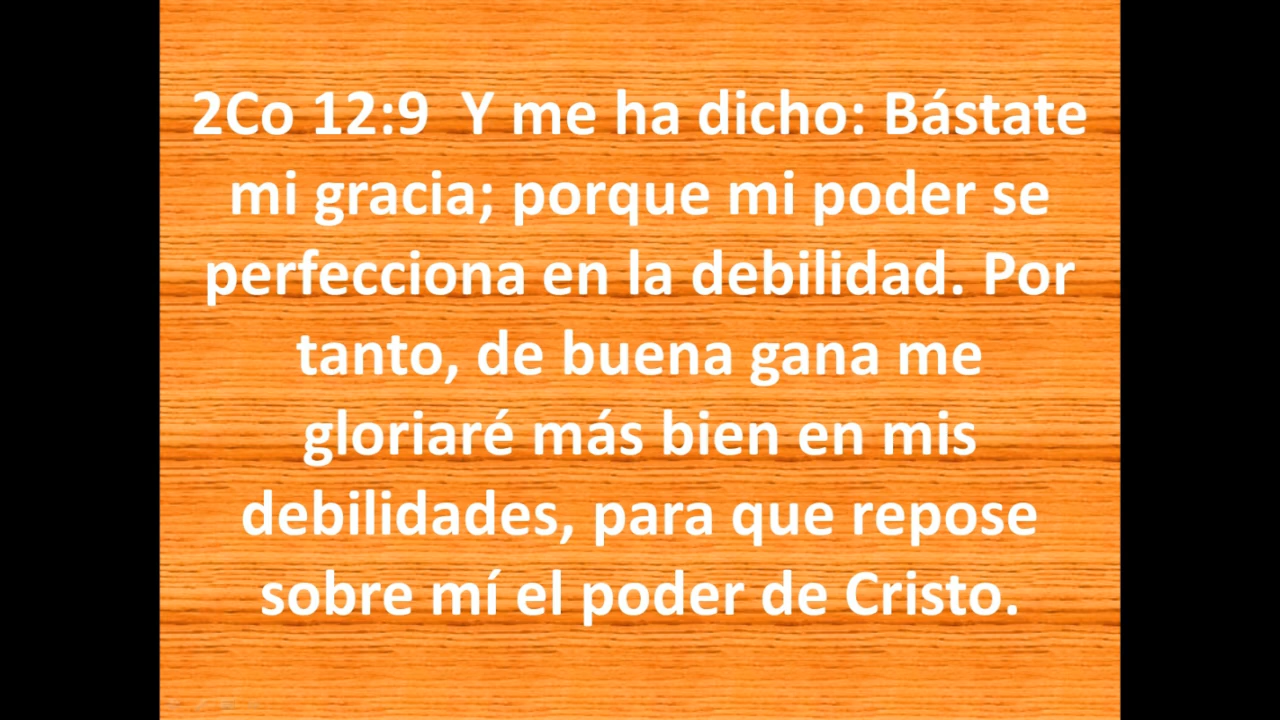 2Co 12:9  Y me ha dicho: Bástate
mi gracia; porque mi poder se
perfecciona en la debilidad. Por
tanto, de buena gana me
gloriaré más bien en mis
debilidades, para que repose
sobre mí el poder de Cristo.